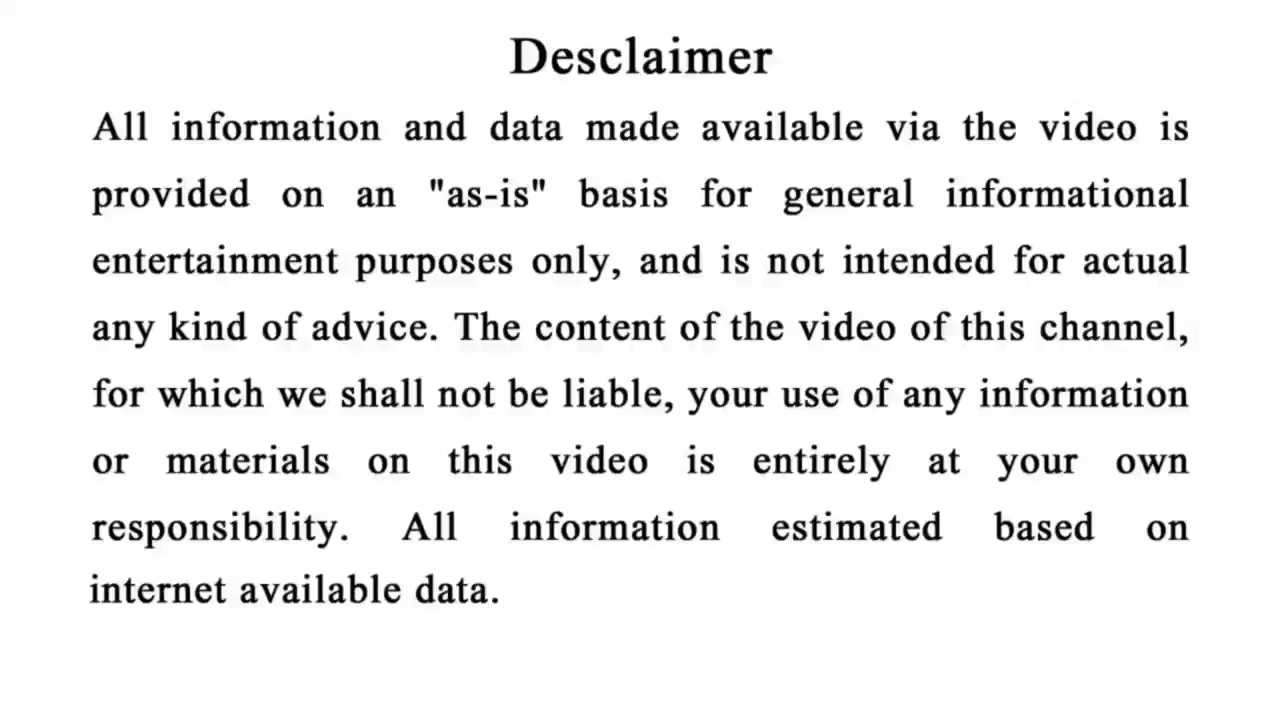 Desclaimer
All information and data made available via the video is
provided on an "as-is" basis for general informational
entertainment purposes only, and is not intended for actual
any kind of advice. The content of the video of this channel,
for which we shall not be liable, your use of any information
or materials on this video is entirely at your own
responsibility. All information estimated based on
internet available data.